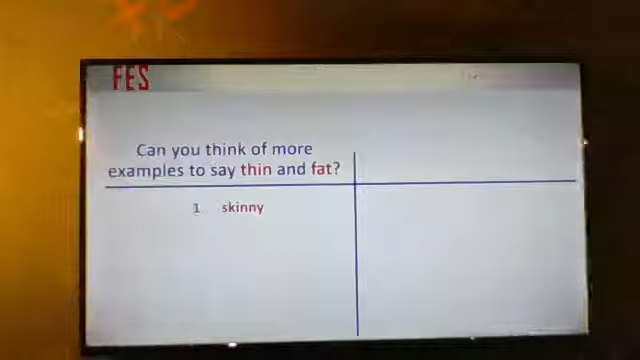 FES
Can you think of more
examples to say thin and fat?
1 skinny